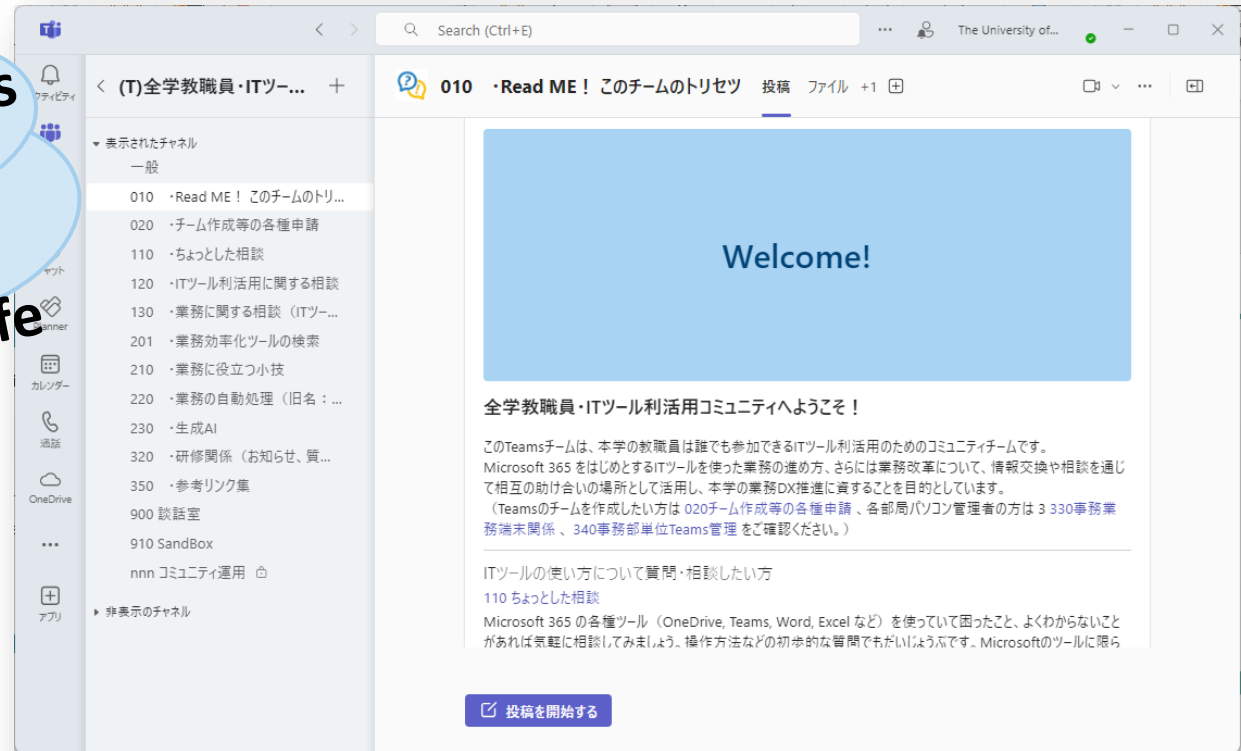 Search (Ctrl+E)
The University of...
s
fe
クティビティ
ャット
Planner
カレンダー
通話
OneDrive
アプリ
(T)全学教職員・ITツー...
表示されたチャネル
一般
010 ・Read ME！ このチームのトリ...
020 ・チーム作成等の各種申請
110 ・ちょっとした相談
120 ・ITツール利活用に関する相談
130 ・業務に関する相談（ITツー...
201 ・業務効率化ツールの検索
210 ・業務に役立つ小技
220 ・業務の自動処理（旧名：...
230 ・生成AI
320 ・研修関係（お知らせ、質...
350 ・参考リンク集
900 談話室
910 SandBox
nnn コミュニティ運用
非表示のチャネル
010 ・Read ME！ このチームのトリセツ 投稿 ファイル +1
Welcome!
全学教職員・ITツール利活用コミュニティへようこそ！
このTeamsチームは、本学の教職員は誰でも参加できるITツール利活用のためのコミュニティチームです。
Microsoft 365 をはじめとするITツールを使った業務の進め方、さらには業務改革について、情報交換や相談を通じ
て相互の助け合いの場所として活用し、本学の業務DX推進に資することを目的としています。
（Teamsのチームを作成したい方は 020チーム作成等の各種申請 、各部局パソコン管理者の方は 3 330事務業
務端末関係 、 340事務部単位Teams管理 をご確認ください。）
ITツールの使い方について質問・相談したい方
110 ちょっとした相談
Microsoft 365 の各種ツール（OneDrive, Teams, Word, Excel など）を使っていて困ったこと、よくわからないこと
があれば気軽に相談してみましょう。操作方法などの初歩的な質問でもだいじょうぶです。Microsoftのツールに限ら
投稿を開始する